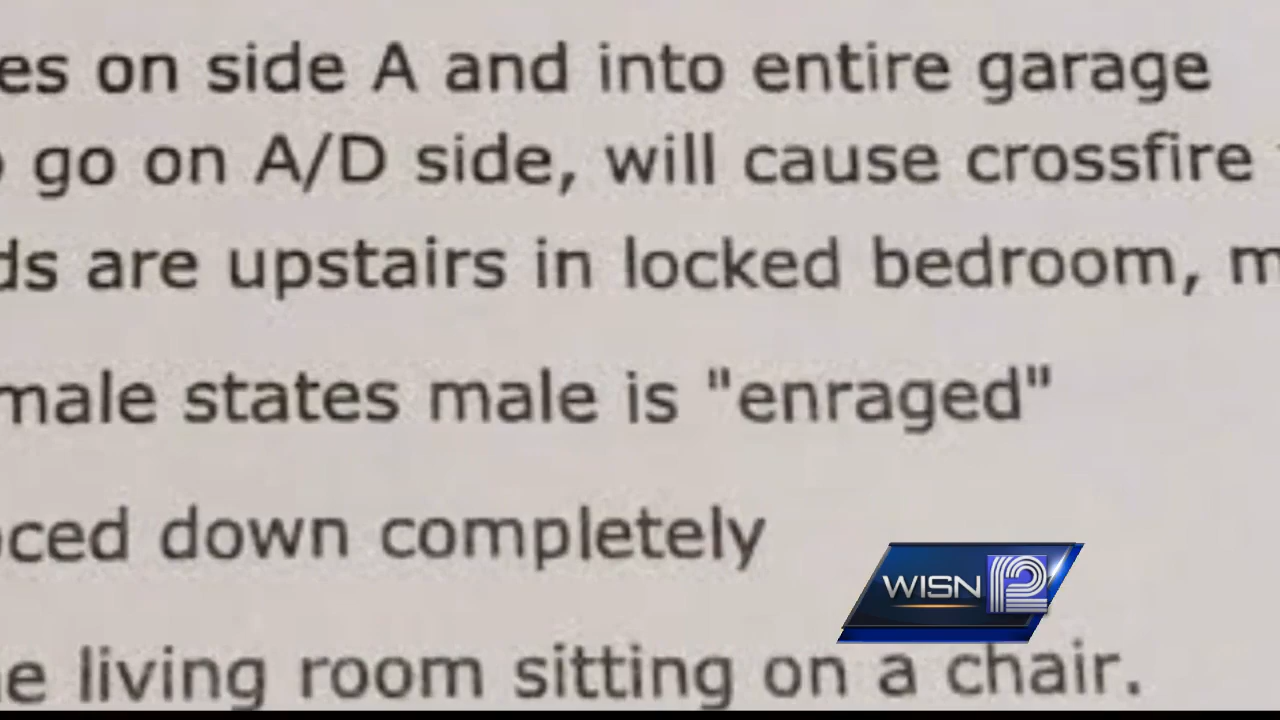 es on side A and into entire garage
go on A/D side, will cause crossfire
ds are upstairs in locked bedroom, m
male states male is "enraged"
ced down completely
e living room sitting on a chair.
WISN 12